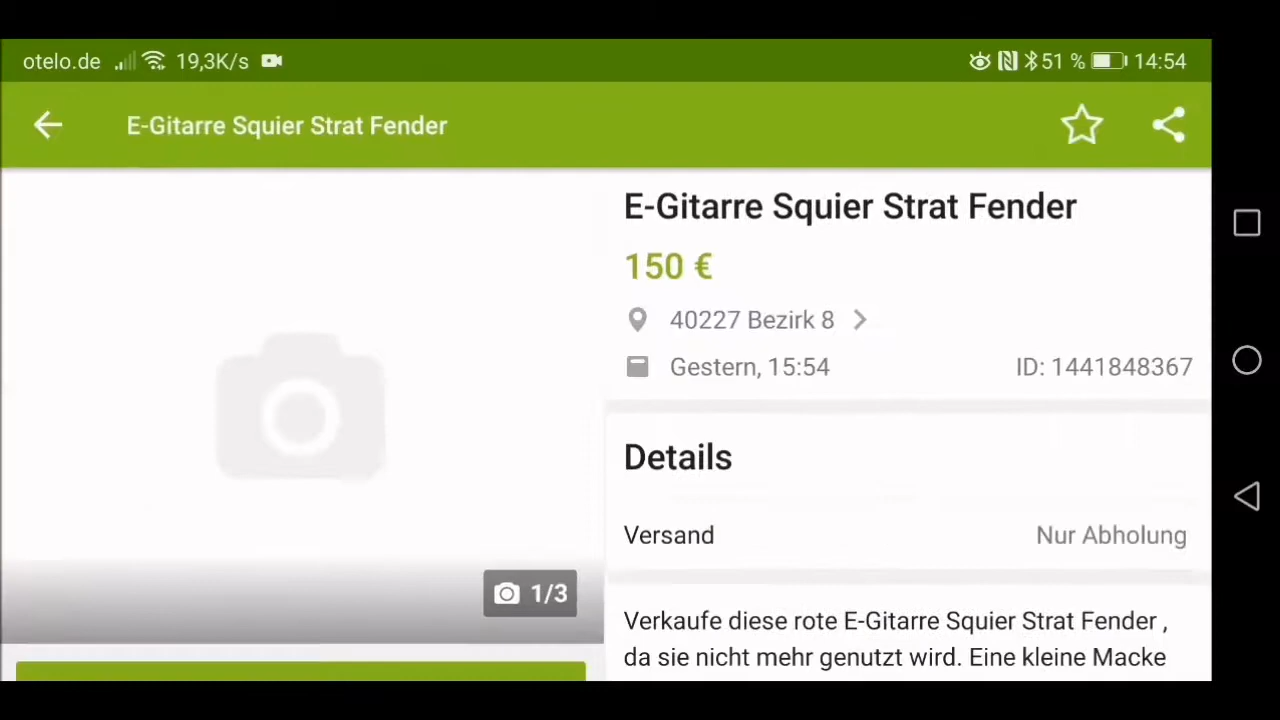 otelo.de 19,3K/s 51 % 14:54
E-Gitarre Squier Strat Fender
E-Gitarre Squier Strat Fender
150 €
40227 Bezirk 8
Gestern, 15:54 ID: 1441848367
Details
Versand Nur Abholung
1/3
Verkaufe diese rote E-Gitarre Squier Strat Fender ,
da sie nicht mehr genutzt wird. Eine kleine Macke